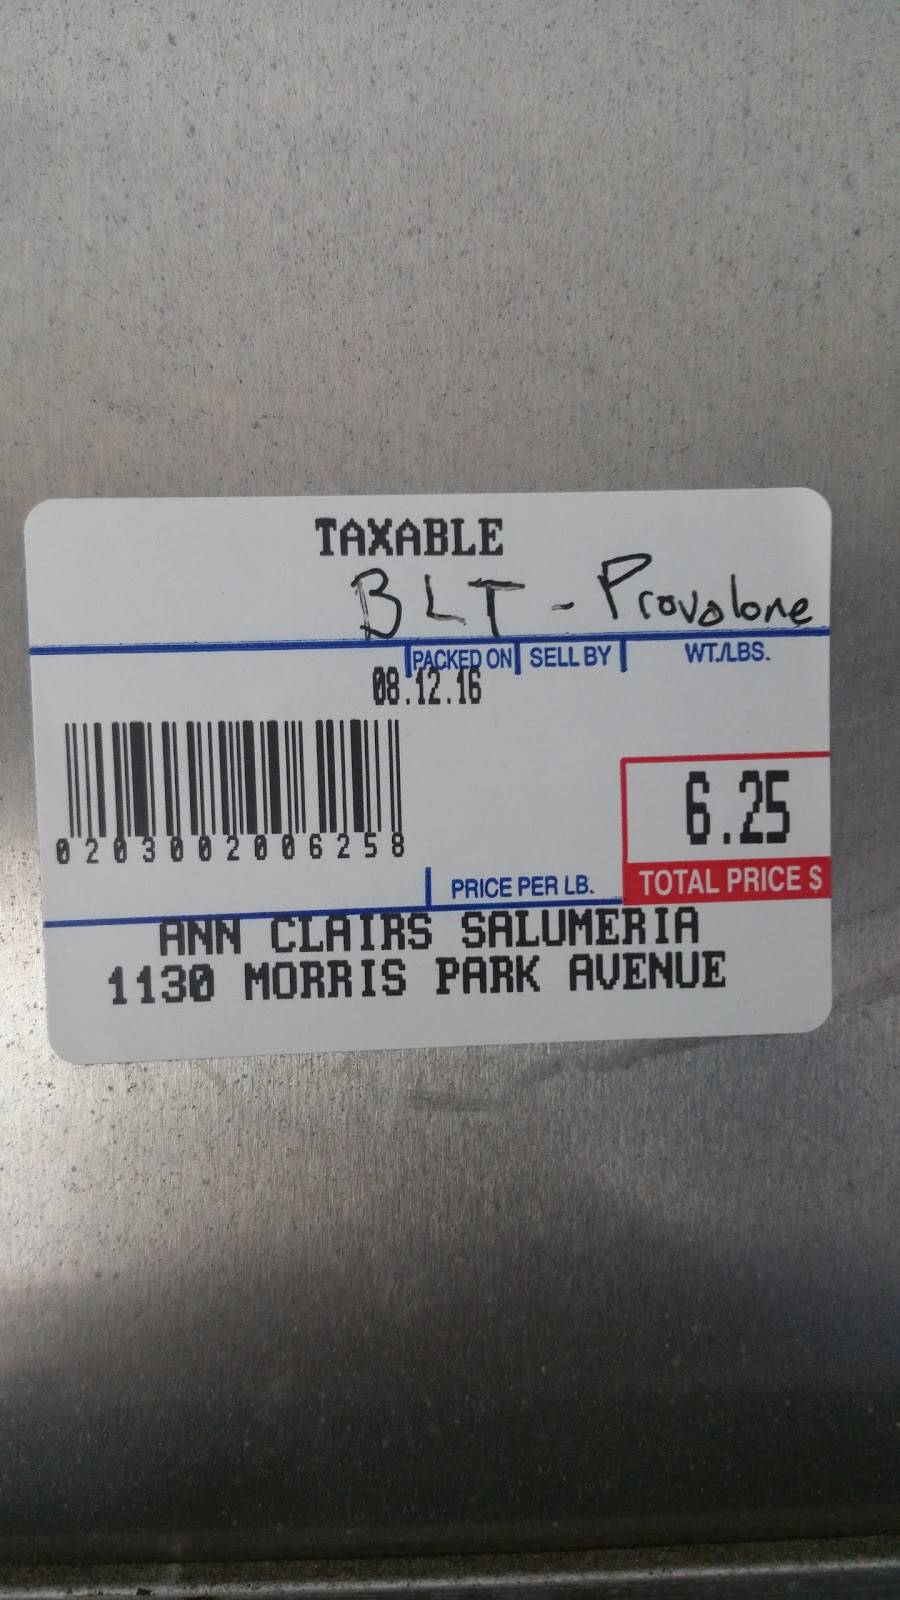 TAXABLE
BLT - Provolone
PACKED ON SELL BY WT./LBS.
08.12.16
6.25
0203002006258
PRICE PER LB. TOTAL PRICE $
ANN CLAIRS SALUMERIA
1130 MORRIS PARK AVENUE